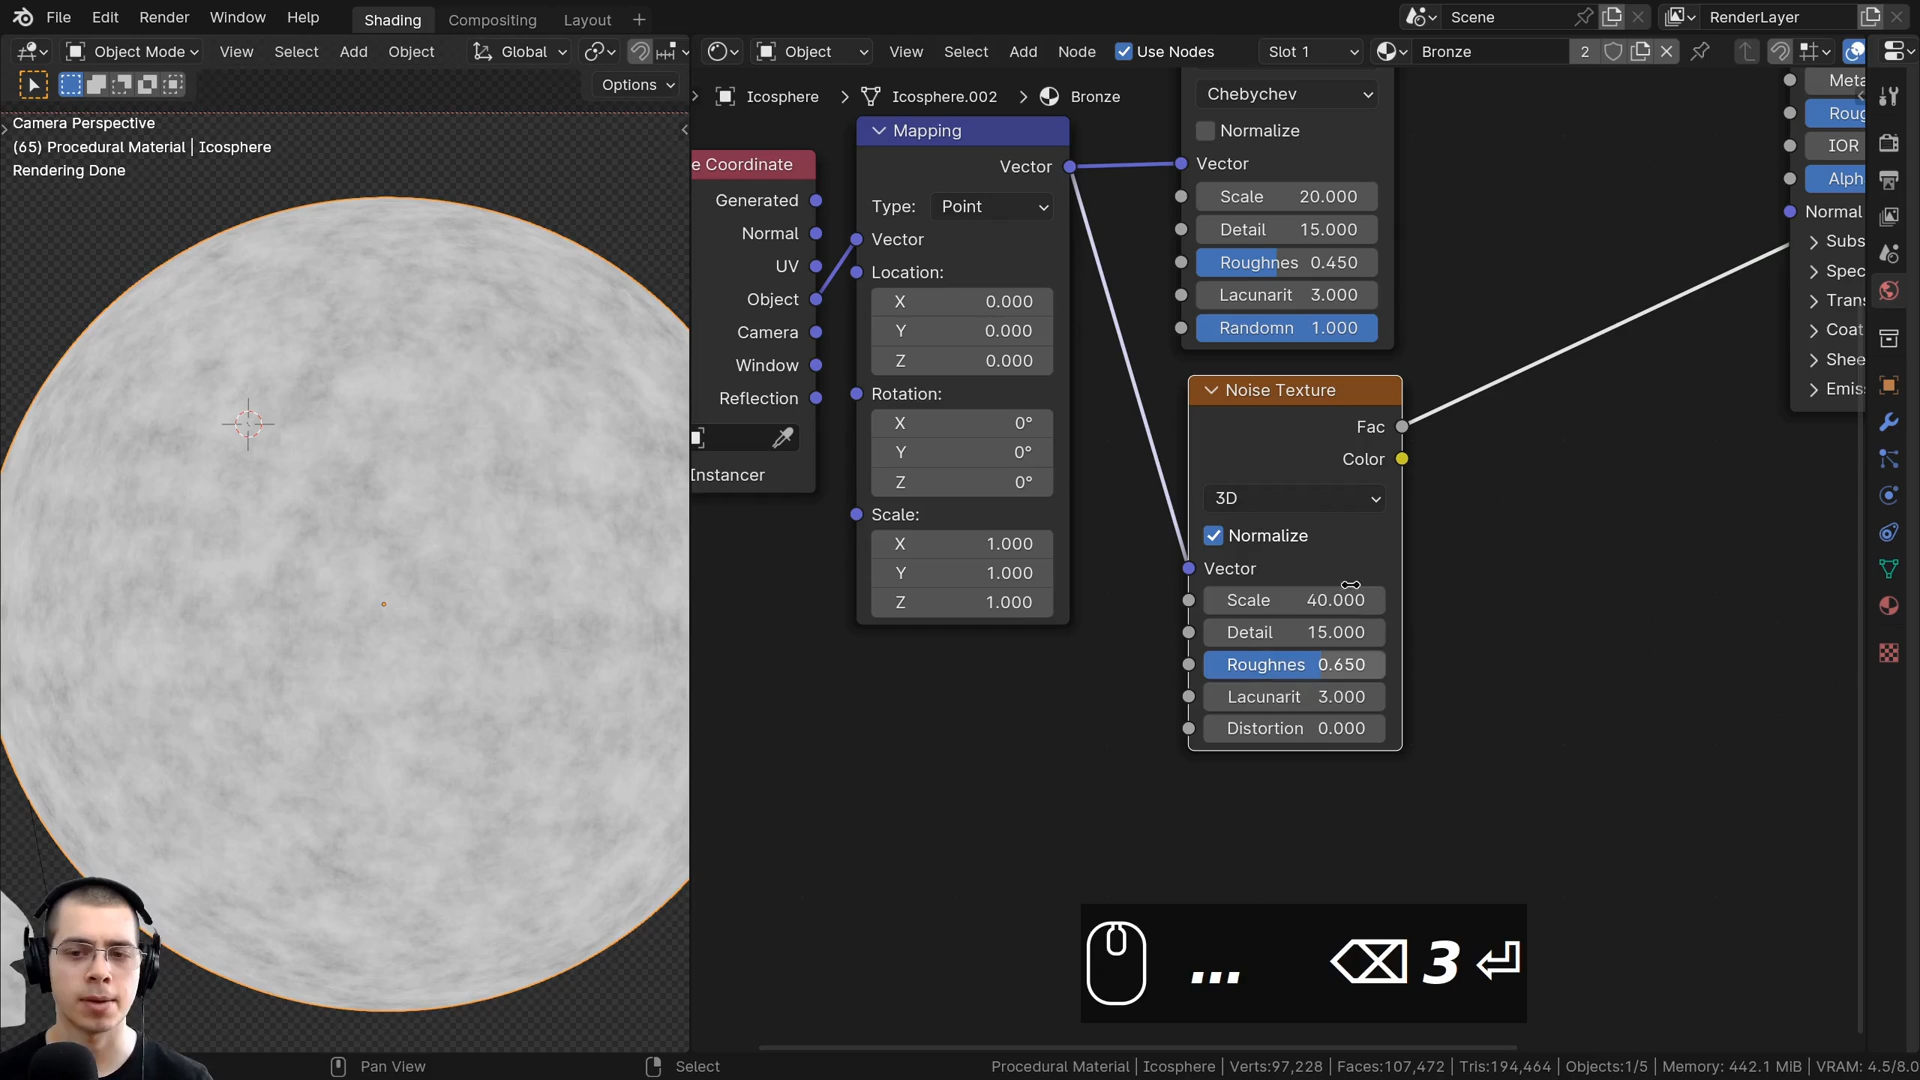 File Edit Render Window Help Shading Compositing Layout + Scene RenderLayer
Object Mode View Select Add Object Global Object View Select Add Node Use Nodes Slot 1 Bronze 2
Options
Icosphere Icosphere.002 Bronze
Camera Perspective
(65) Procedural Material | Icosphere
Rendering Done
e Coordinate
Generated
Normal
UV
Object
Camera
Window
Reflection
Instancer
Mapping
Vector
Type: Point
Vector
Location:
X 0.000
Y 0.000
Z 0.000
Rotation:
X 0°
Y 0°
Z 0°
Scale:
X 1.000
Y 1.000
Z 1.000
Chebychev
Normalize
Vector
Scale 20.000
Detail 15.000
Roughnes 0.450
Lacunarit 3.000
Randomn 1.000
Noise Texture
Fac
Color
3D
Normalize
Vector
Scale 40.000
Detail 15.000
Roughnes 0.650
Lacunarit 3.000
Distortion 0.000
Meta
Roug
IOR
Alph
Normal
Subs
Spec
Tran
Coat
Shee
Emis
... ⌫ 3 ⏎
Pan View Select Procedural Material | Icosphere | Verts:97,228 | Faces:107,472 | Tris:194,464 | Objects:1/5 | Memory: 442.1 MiB | VRAM: 4.5/8.0